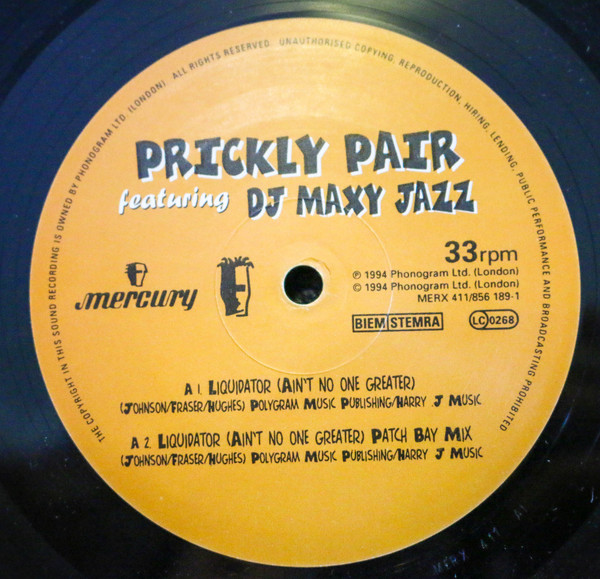 THE COPYRIGHT IN THIS SOUND RECORDING IS OWNED BY PHONOGRAM LTD. (LONDON) ALL RIGHTS RESERVED. UNAUTHORISED COPYING, REPRODUCTION, HIRING, LENDING, PUBLIC PERFORMANCE AND BROADCASTING PROHIBITED
PRICKLY PAIR
featuring DJ MAXY JAZZ
33rpm
mercury
℗ 1994 Phonogram Ltd. (London)
© 1994 Phonogram Ltd. (London)
MERX 411/856 189-1
BIEM STEMRA LC 0268
A 1. LIQUIDATOR (AIN'T NO ONE GREATER)
(JOHNSON/FRASER/HUGHES) POLYGRAM MUSIC PUBLISHING/HARRY J MUSIC
A 2. LIQUIDATOR (AIN'T NO ONE GREATER) PATCH BAY MIX
(JOHNSON/FRASER/HUGHES) POLYGRAM MUSIC PUBLISHING/HARRY J MUSIC